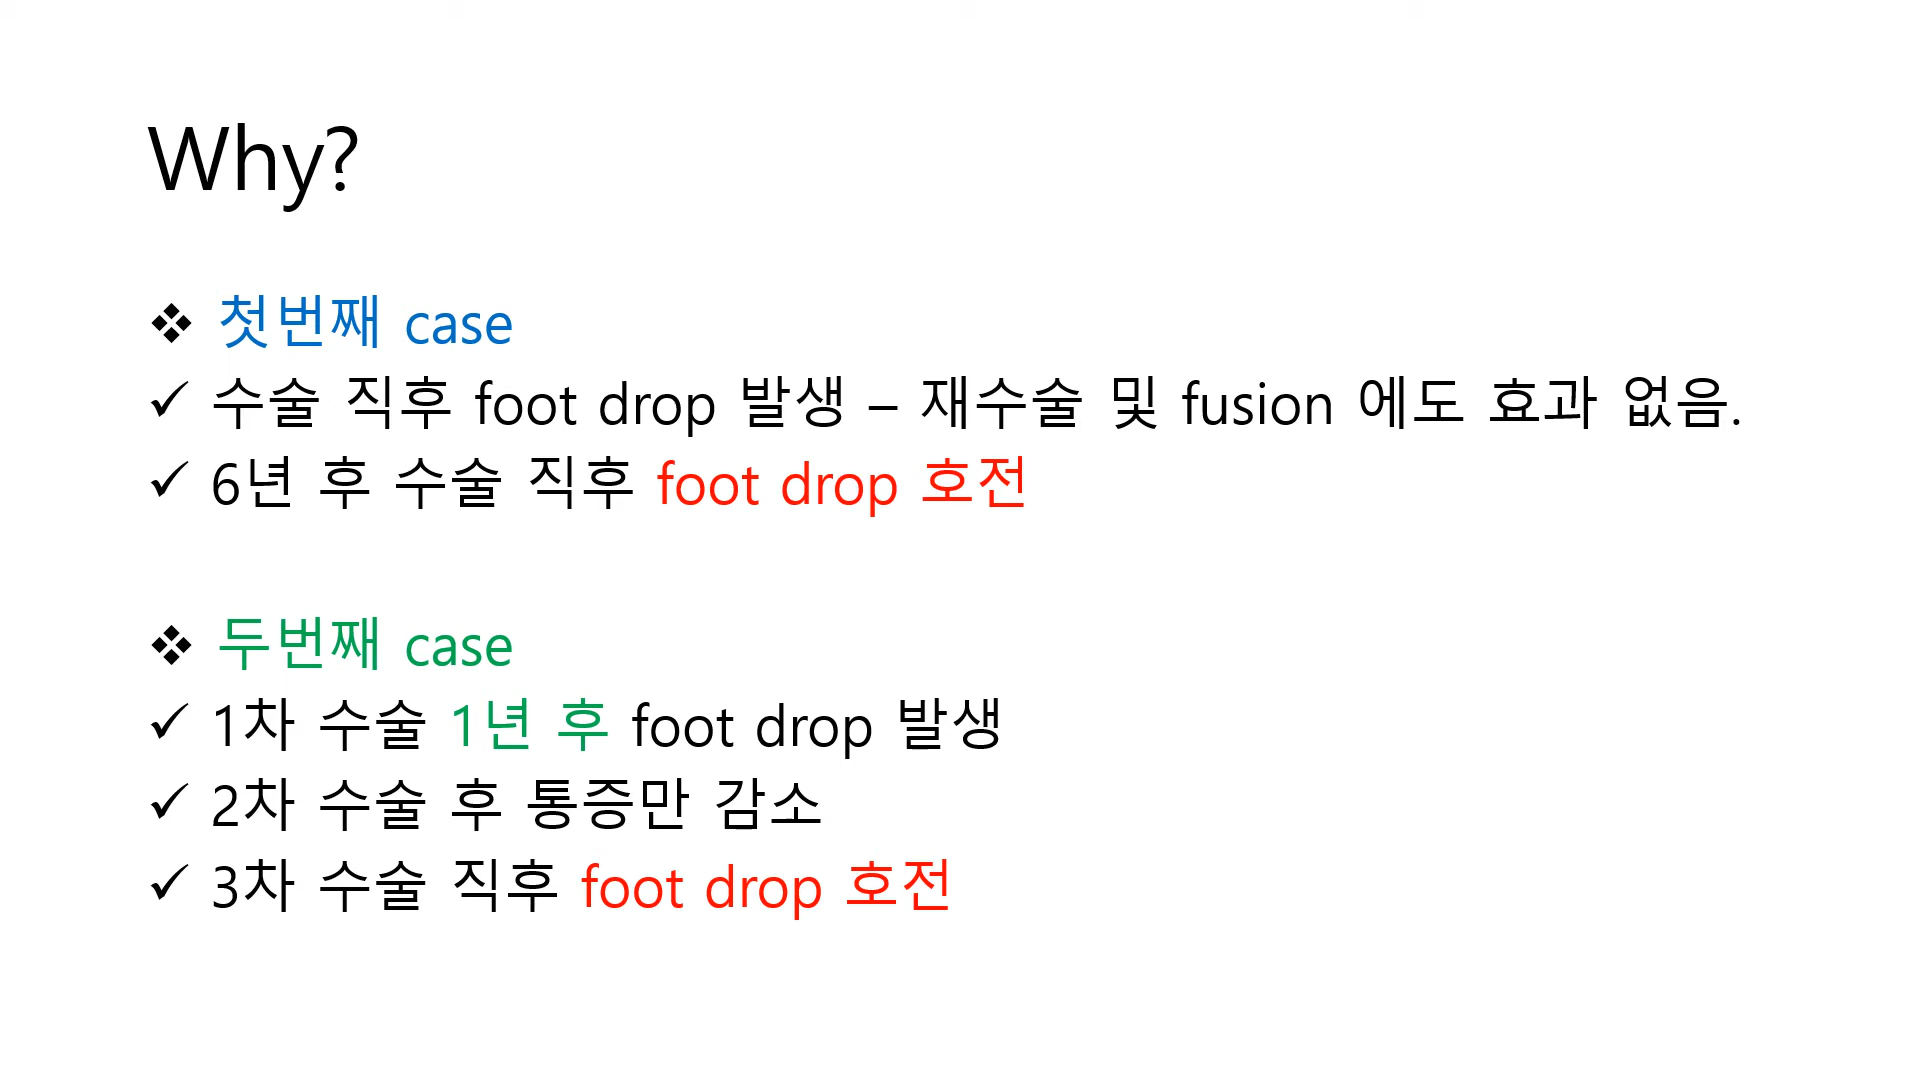 Why?
❖ 첫번째 case
✓ 수술 직후 foot drop 발생 – 재수술 및 fusion 에도 효과 없음.
✓ 6년 후 수술 직후 foot drop 호전
❖ 두번째 case
✓ 1차 수술 1년 후 foot drop 발생
✓ 2차 수술 후 통증만 감소
✓ 3차 수술 직후 foot drop 호전